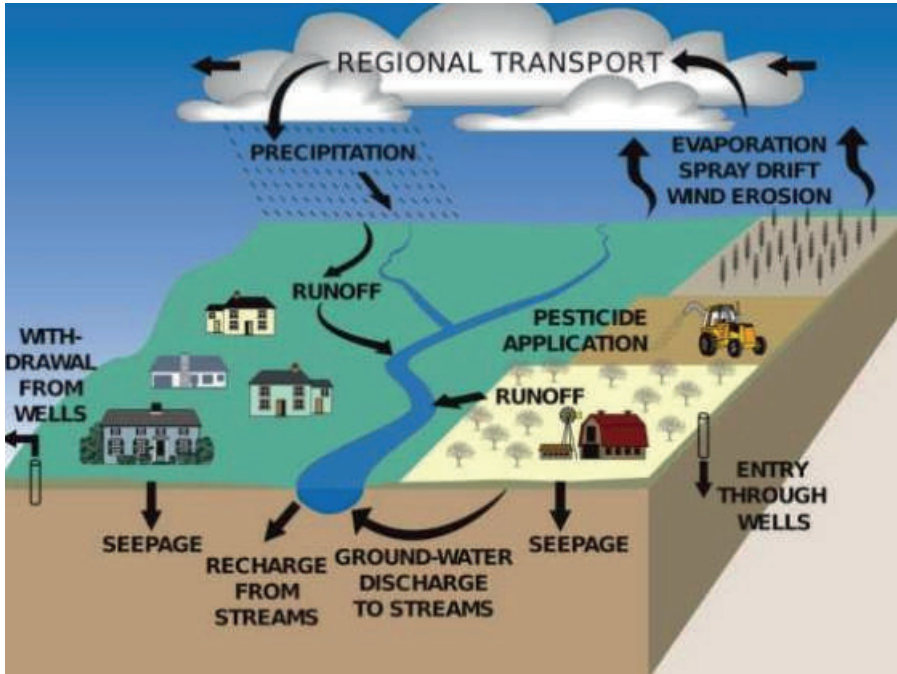 REGIONAL TRANSPORT
PRECIPITATION
EVAPORATION
SPRAY DRIFT
WIND EROSION
RUNOFF
PESTICIDE
APPLICATION
WITH-
DRAWAL
FROM
WELLS
RUNOFF
ENTRY
THROUGH
WELLS
SEEPAGE
RECHARGE
FROM
STREAMS
GROUND-WATER
DISCHARGE
TO STREAMS
SEEPAGE